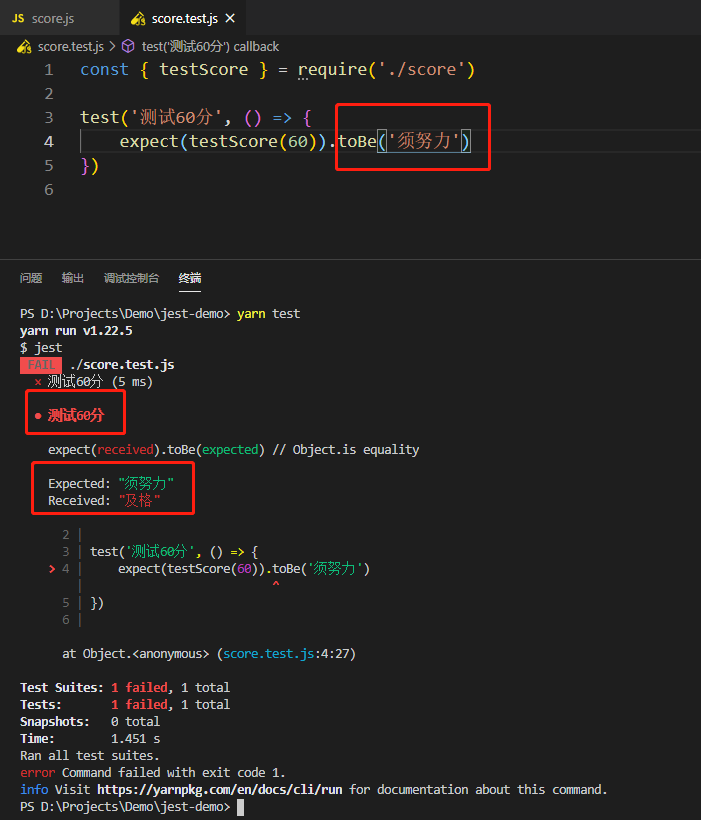 JS score.js score.test.js ×
score.test.js > test('测试60分') callback
1 const { testScore } = require('./score')
2
3 test('测试60分', () => {
4 expect(testScore(60)).toBe('须努力')
5 })
6
问题 输出 调试控制台 终端
PS D:\Projects\Demo\jest-demo> yarn test
yarn run v1.22.5
$ jest
FAIL ./score.test.js
× 测试60分 (5 ms)
● 测试60分
expect(received).toBe(expected) // Object.is equality
Expected: "须努力"
Received: "及格"
2 |
3 | test('测试60分', () => {
> 4 | expect(testScore(60)).toBe('须努力')
| ^
5 | })
6 |
at Object.<anonymous> (score.test.js:4:27)
Test Suites: 1 failed, 1 total
Tests: 1 failed, 1 total
Snapshots: 0 total
Time: 1.451 s
Ran all test suites.
error Command failed with exit code 1.
info Visit https://yarnpkg.com/en/docs/cli/run for documentation about this command.
PS D:\Projects\Demo\jest-demo>